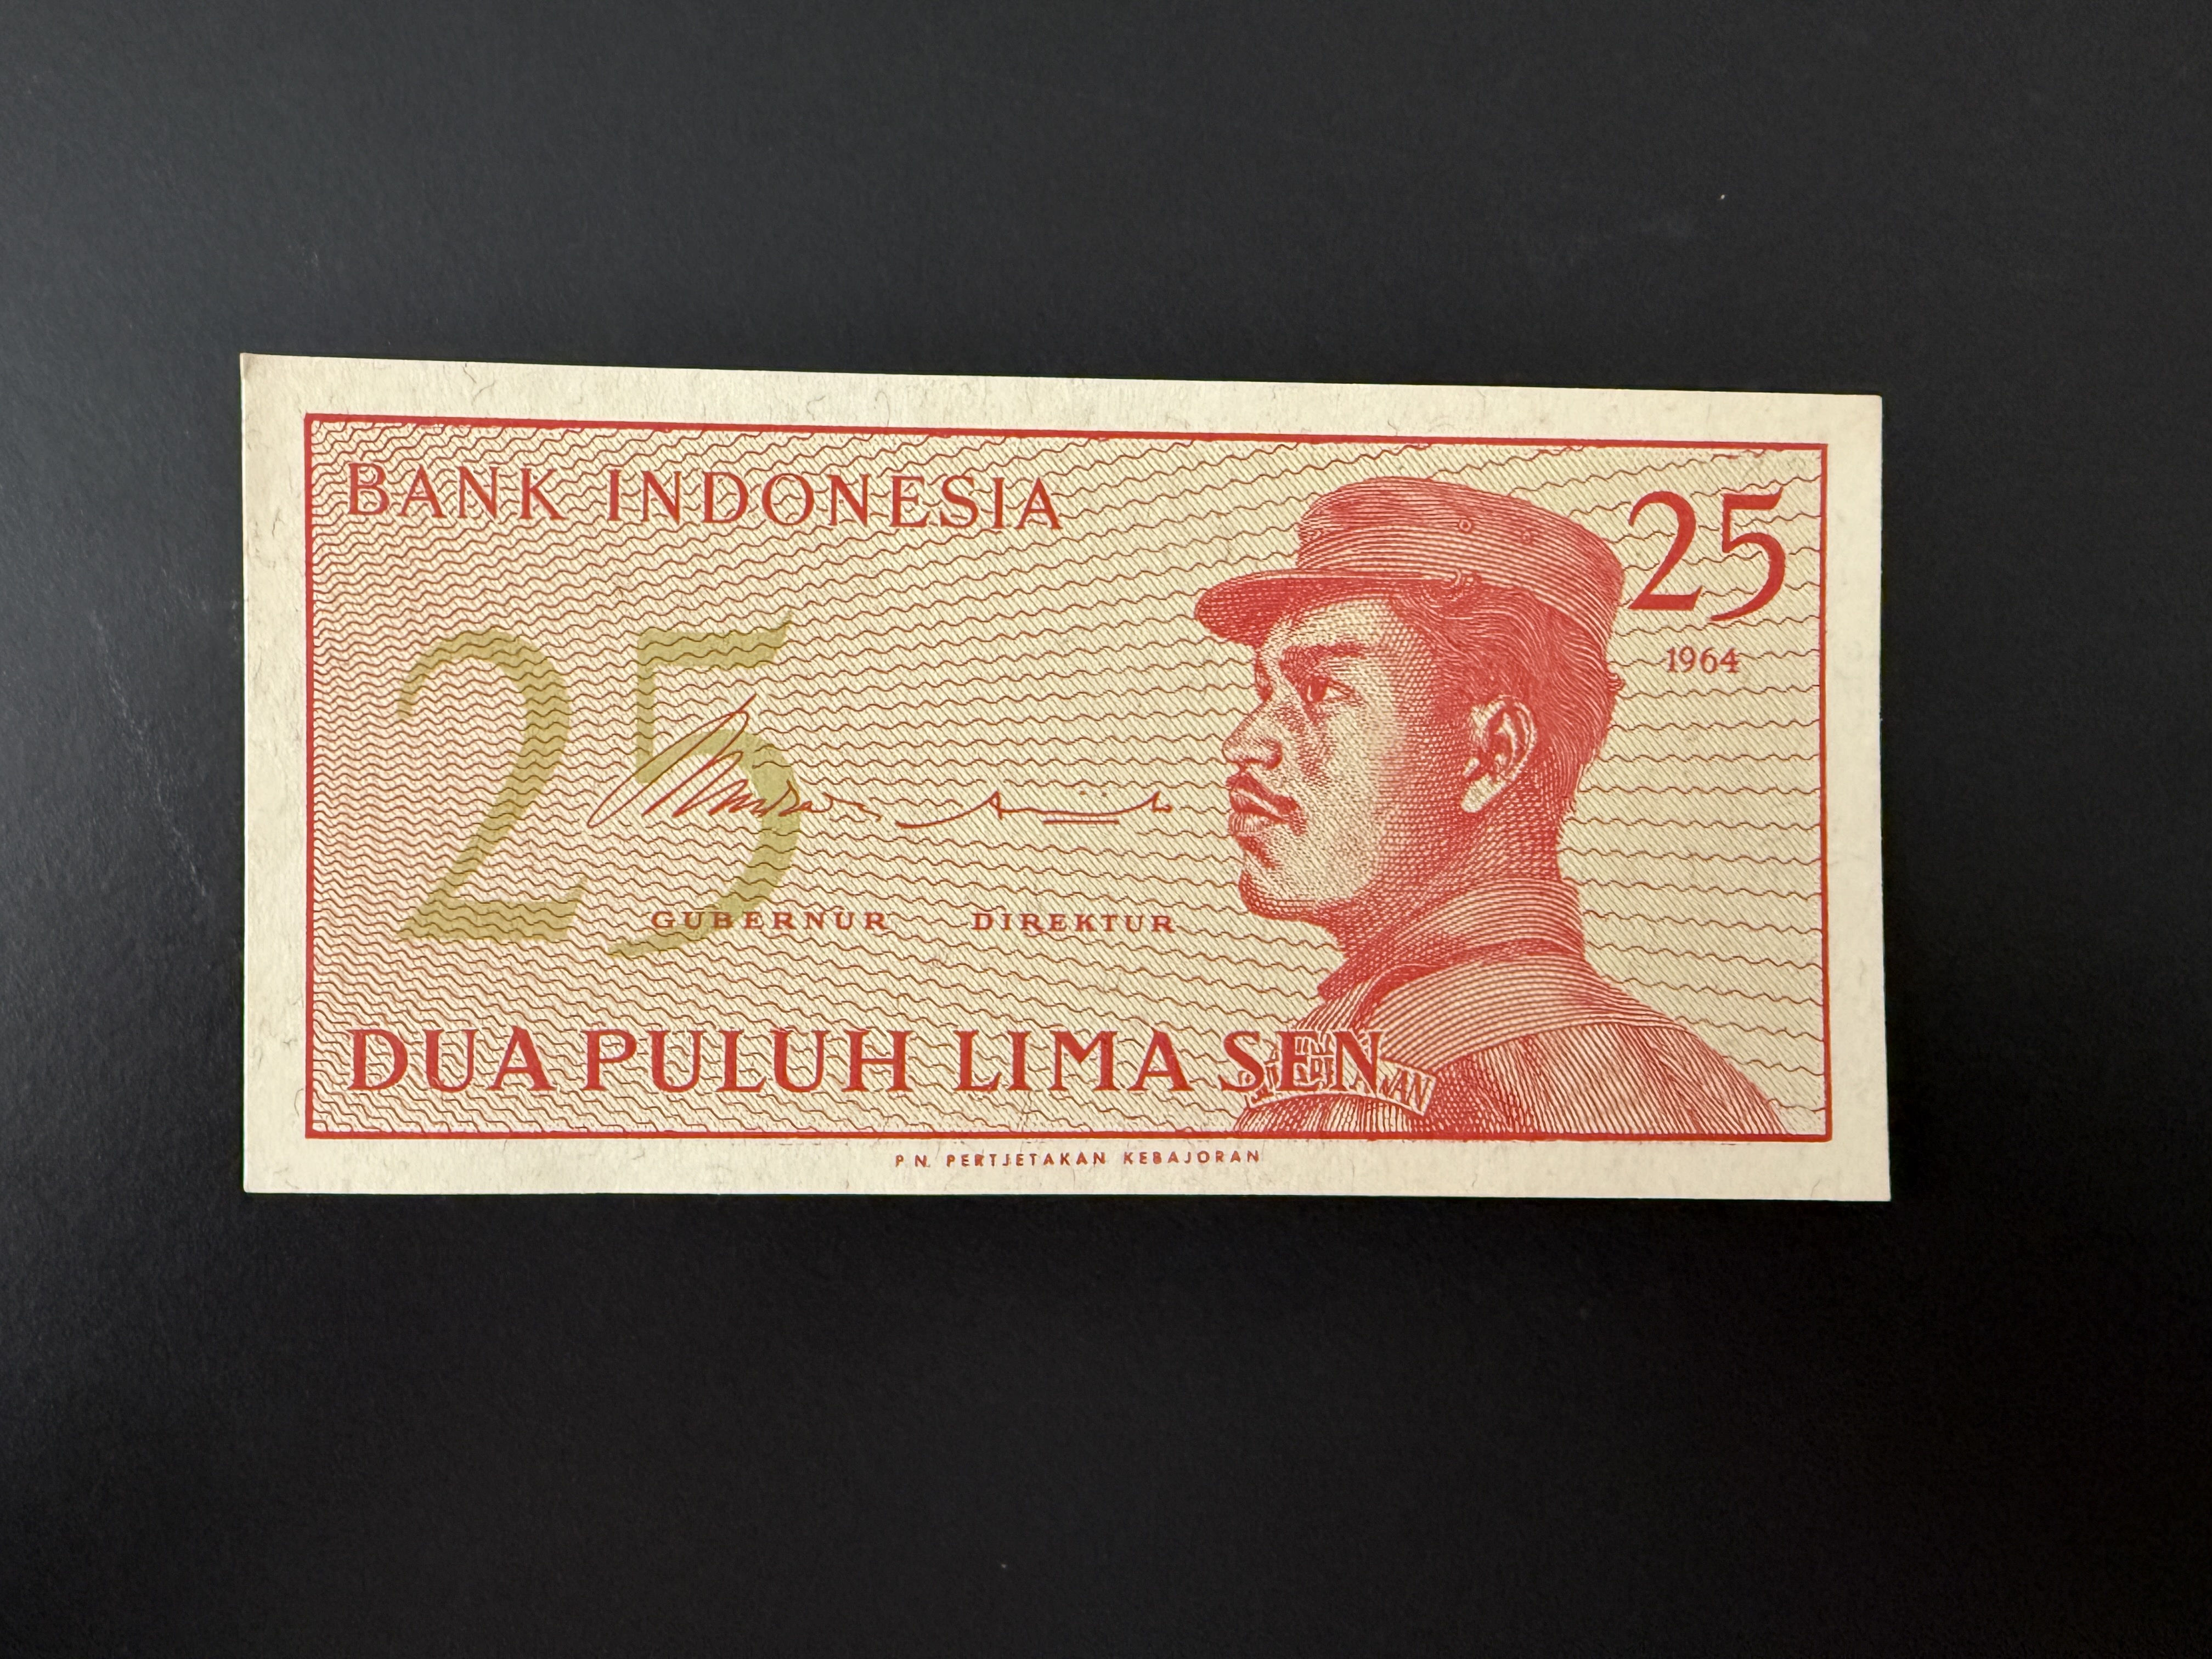 BANK INDONESIA
25
1964
25
GUBERNUR DIREKTUR
DUA PULUH LIMA SEN
P.N. PERTJETAKAN KEBAJORAN